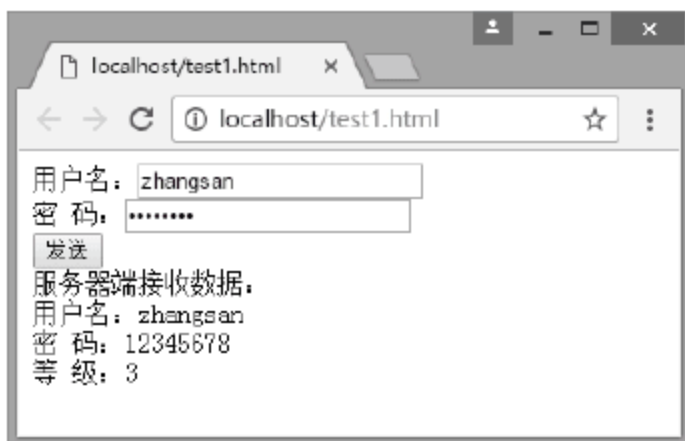 localhost/test1.html
localhost/test1.html
用户名：zhangsan
密 码：••••••••
发送
服务器端接收数据：
用户名：zhangsan
密 码：12345678
等 级：3